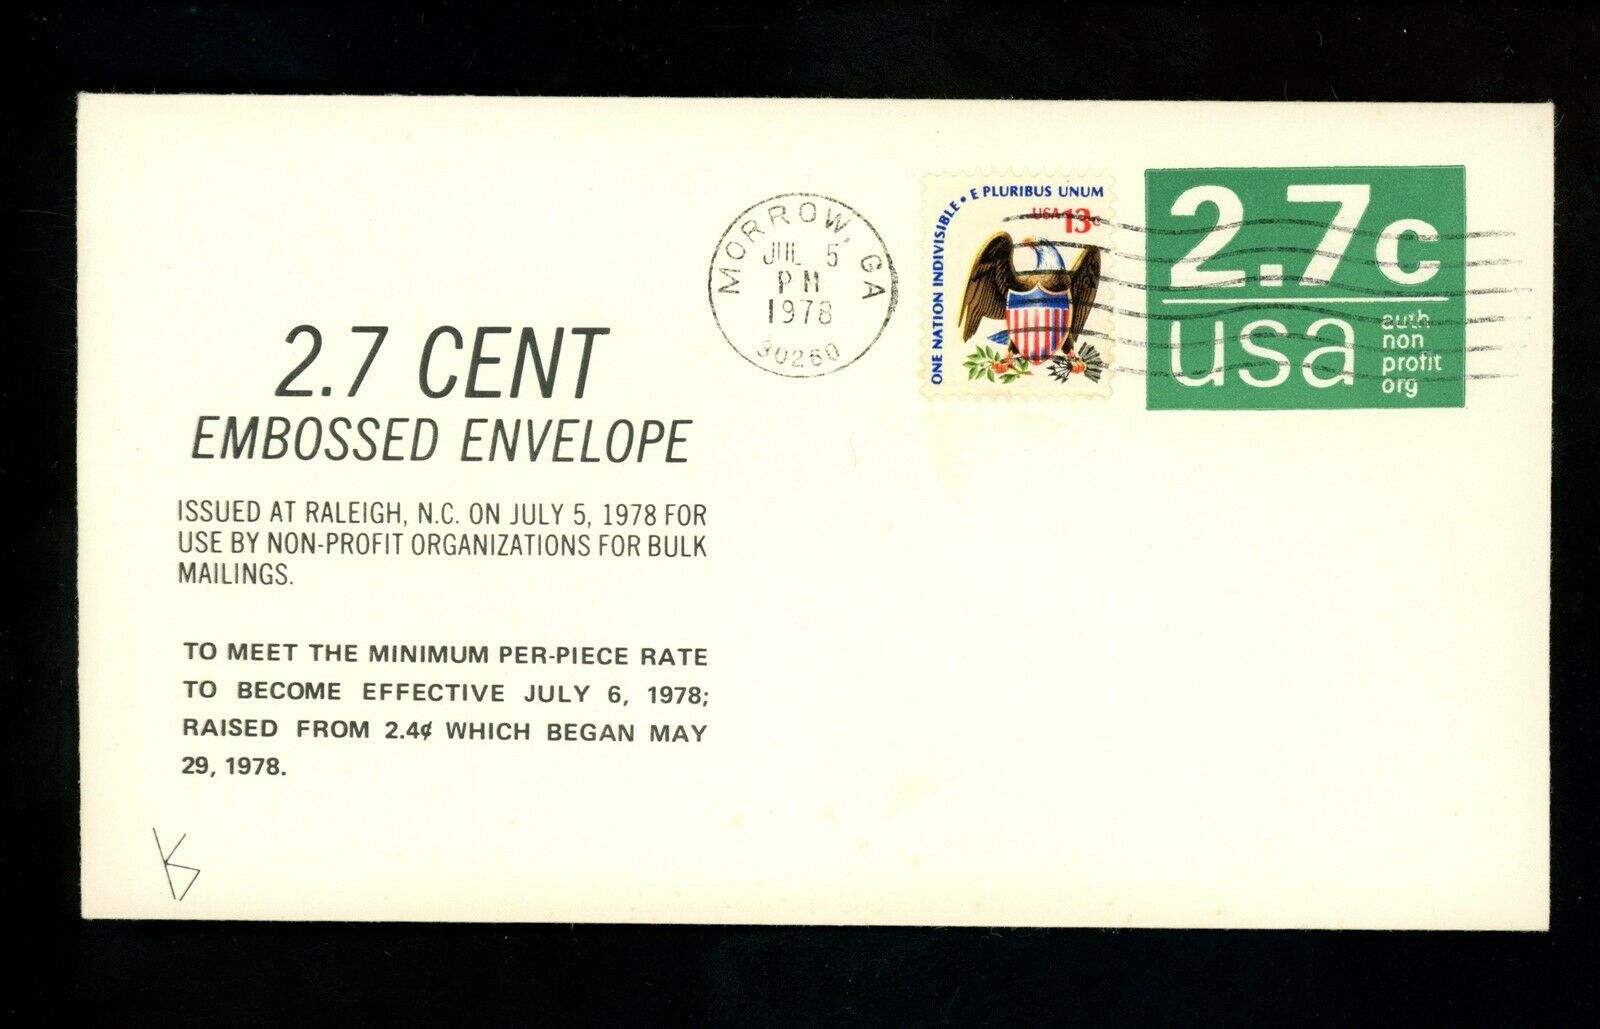 MORROW, GA
JUL 5
PM
1978
30260
ONE NATION INDIVISIBLE • E PLURIBUS UNUM
USA 13c
2.7c
usa
auth
non
profit
org
2.7 CENT
EMBOSSED ENVELOPE
ISSUED AT RALEIGH, N.C. ON JULY 5, 1978 FOR
USE BY NON-PROFIT ORGANIZATIONS FOR BULK
MAILINGS.
TO MEET THE MINIMUM PER-PIECE RATE
TO BECOME EFFECTIVE JULY 6, 1978;
RAISED FROM 2.4¢ WHICH BEGAN MAY
29, 1978.